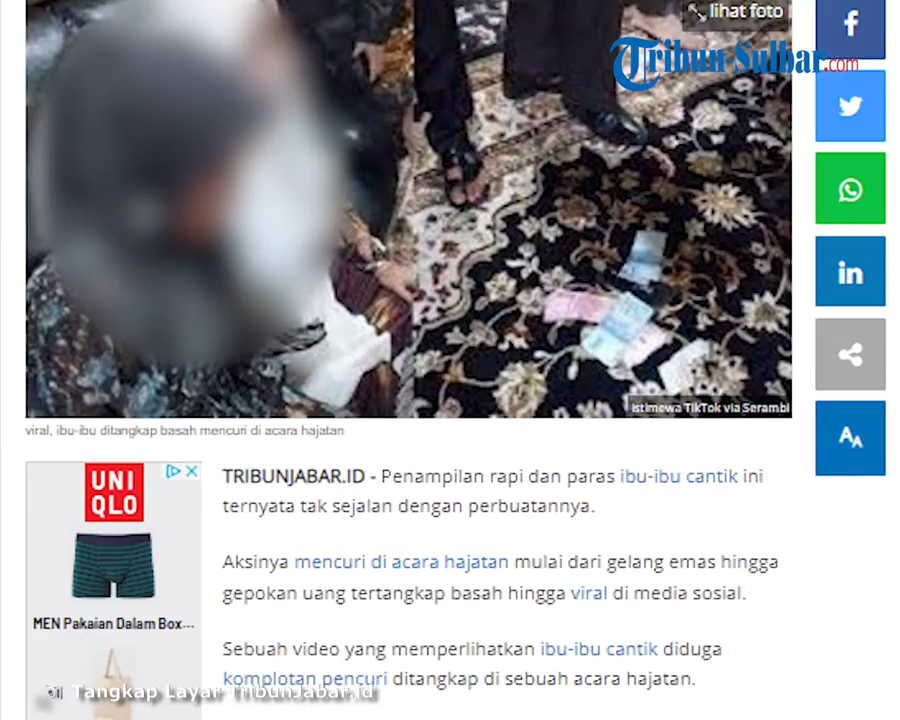 lihat foto
Tribun-Sulbar.com
istimewa TikTok via Serambi
viral, ibu-ibu ditangkap basah mencuri di acara hajatan
UNI
QLO
MEN Pakaian Dalam Box...
TRIBUNJABAR.ID - Penampilan rapi dan paras ibu-ibu cantik ini
ternyata tak sejalan dengan perbuatannya.
Aksinya mencuri di acara hajatan mulai dari gelang emas hingga
gepokan uang tertangkap basah hingga viral di media sosial.
Sebuah video yang memperlihatkan ibu-ibu cantik diduga
komplotan pencuri ditangkap di sebuah acara hajatan.
Tangkap Layar TribunJabar.id